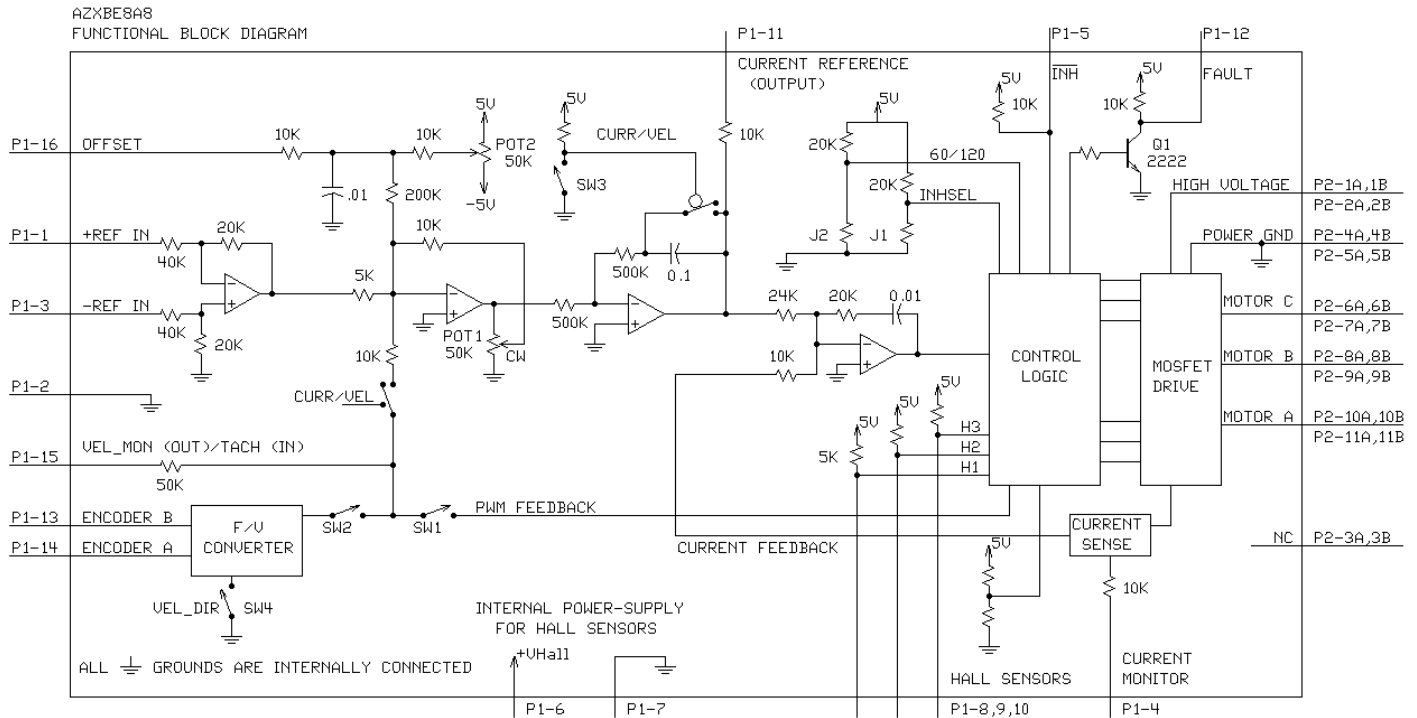 AZXBE8A8
FUNCTIONAL BLOCK DIAGRAM
P1-11
P1-5
P1-12
CURRENT REFERENCE
(OUTPUT)
INH
FAULT
5V
10K
5V
10K
5V
5V
5V
P1-16
OFFSET
10K
10K
POT2
50K
-5V
.01
200K
CURR/VEL
SW3
10K
20K
60/120
20K
INHSEL
J2
J1
Q1
2222
HIGH VOLTAGE
P2-1A,1B
P2-2A,2B
POWER GND
P2-4A,4B
P2-5A,5B
P1-1
+REF IN
40K
20K
10K
500K
0.1
P1-3
-REF IN
40K
20K
5K
POT1
50K
CW
500K
24K
20K
0.01
10K
MOTOR C
P2-6A,6B
P2-7A,7B
CONTROL
LOGIC
MOSFET
DRIVE
MOTOR B
P2-8A,8B
P2-9A,9B
MOTOR A
P2-10A,10B
P2-11A,11B
P1-2
10K
CURR/VEL
5V
5V
5V
5K
H3
H2
H1
P1-15
VEL_MON (OUT)/TACH (IN)
50K
P1-13
ENCODER B
P1-14
ENCODER A
F/V
CONVERTER
SW2
SW1
PWM FEEDBACK
CURRENT FEEDBACK
CURRENT
SENSE
NC
P2-3A,3B
5V
10K
VEL_DIR
SW4
INTERNAL POWER-SUPPLY
FOR HALL SENSORS
+VHall
ALL GROUNDS ARE INTERNALLY CONNECTED
HALL SENSORS
CURRENT
MONITOR
P1-6
P1-7
P1-8,9,10
P1-4